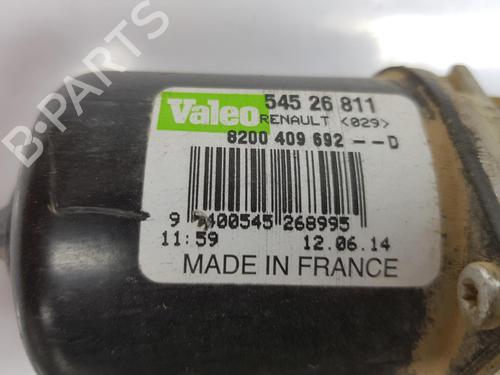 B-PARTS
Valeo 545 26 811
RENAULT <029>
8200 409 692 -- D
9 400545 268995
11:59 12.06.14
MADE IN FRANCE